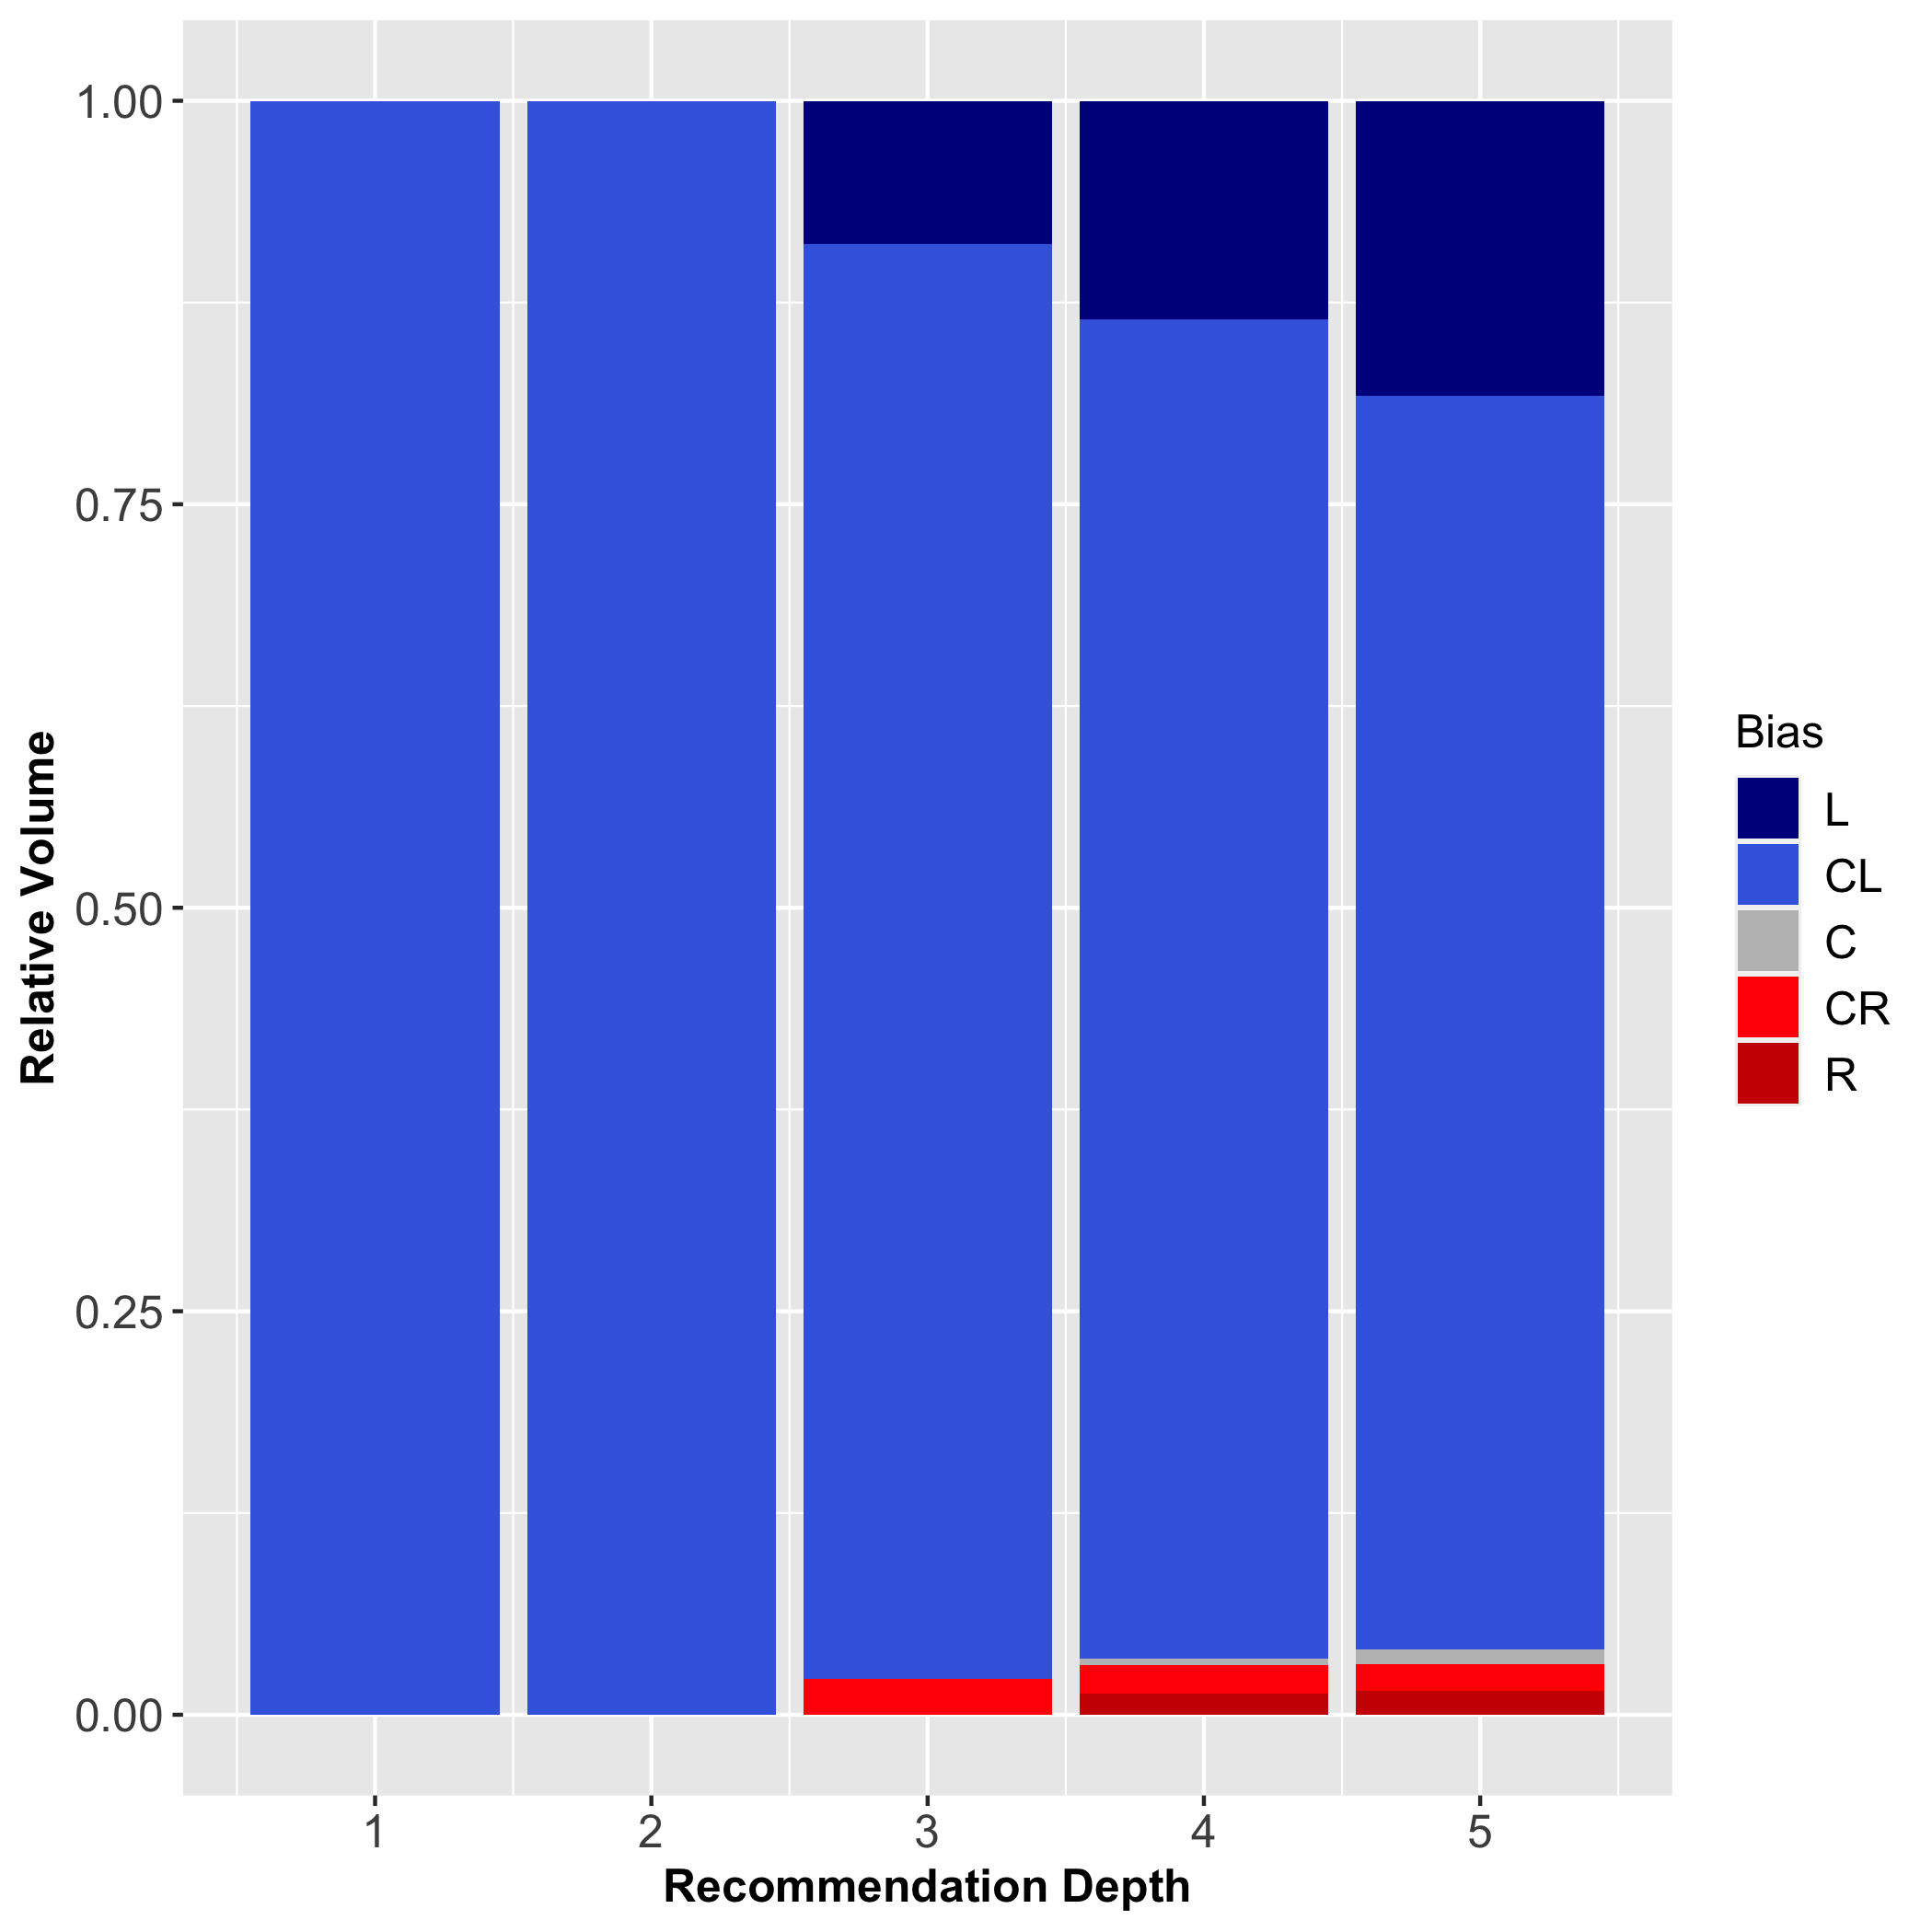 1.00
0.75
0.50
0.25
0.00
Relative Volume
1 2 3 4 5
Recommendation Depth
Bias
L
CL
C
CR
R